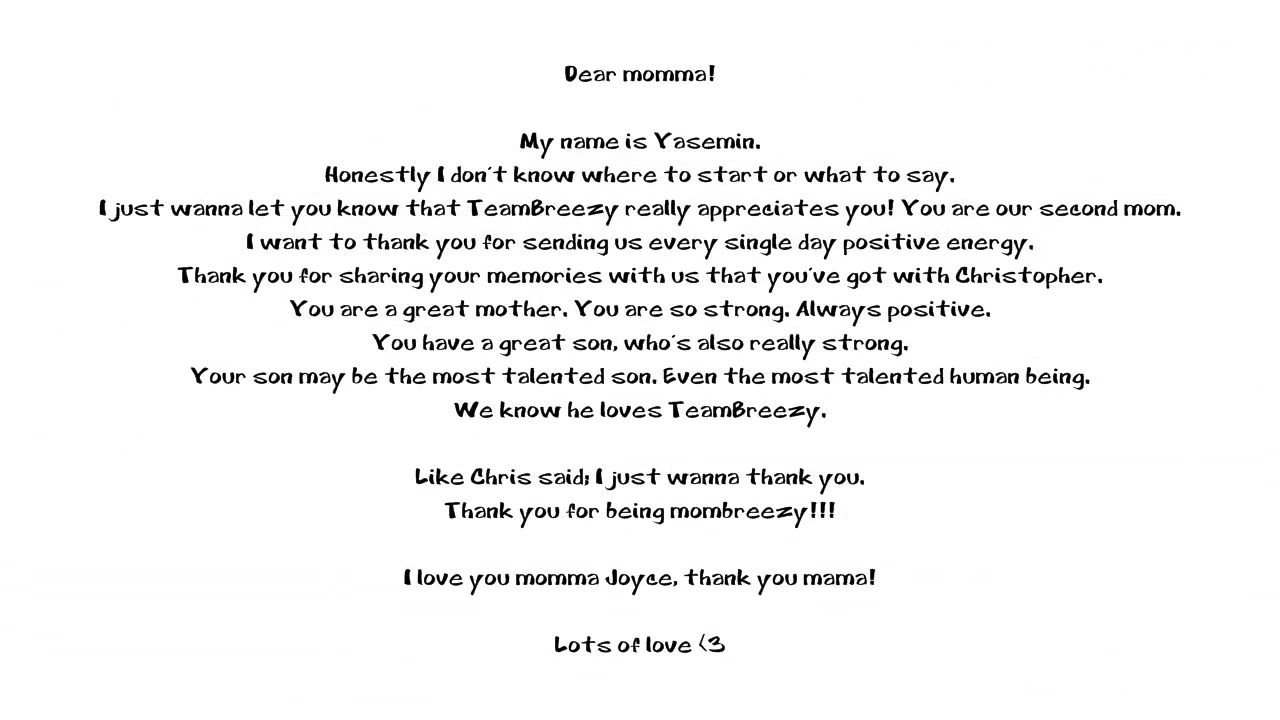 Dear momma!
My name is Yasemin.
Honestly I don't know where to start or what to say.
I just wanna let you know that TeamBreezy really appreciates you! You are our second mom.
I want to thank you for sending us every single day positive energy.
Thank you for sharing your memories with us that you've got with Christopher.
You are a great mother. You are so strong. Always positive.
You have a great son, who's also really strong.
Your son may be the most talented son. Even the most talented human being.
We know he loves TeamBreezy.
Like Chris said; I just wanna thank you.
Thank you for being mombreezy!!!
I love you momma Joyce, thank you mama!
Lots of love <3